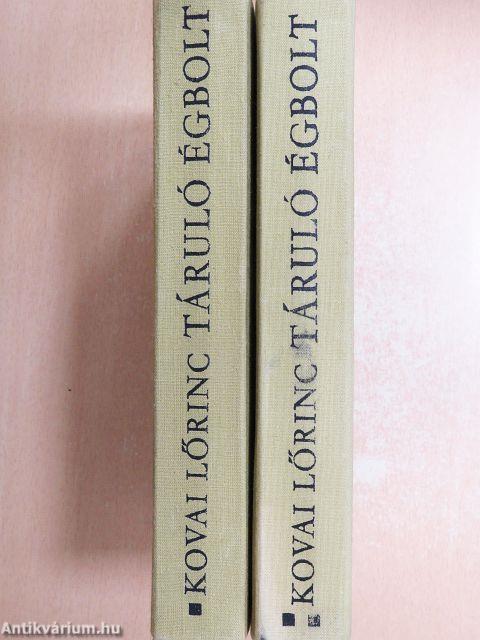 KOVAI LŐRINC TÁRULÓ ÉGBOLT
KOVAI LŐRINC TÁRULÓ ÉGBOLT
Antikvárium.hu